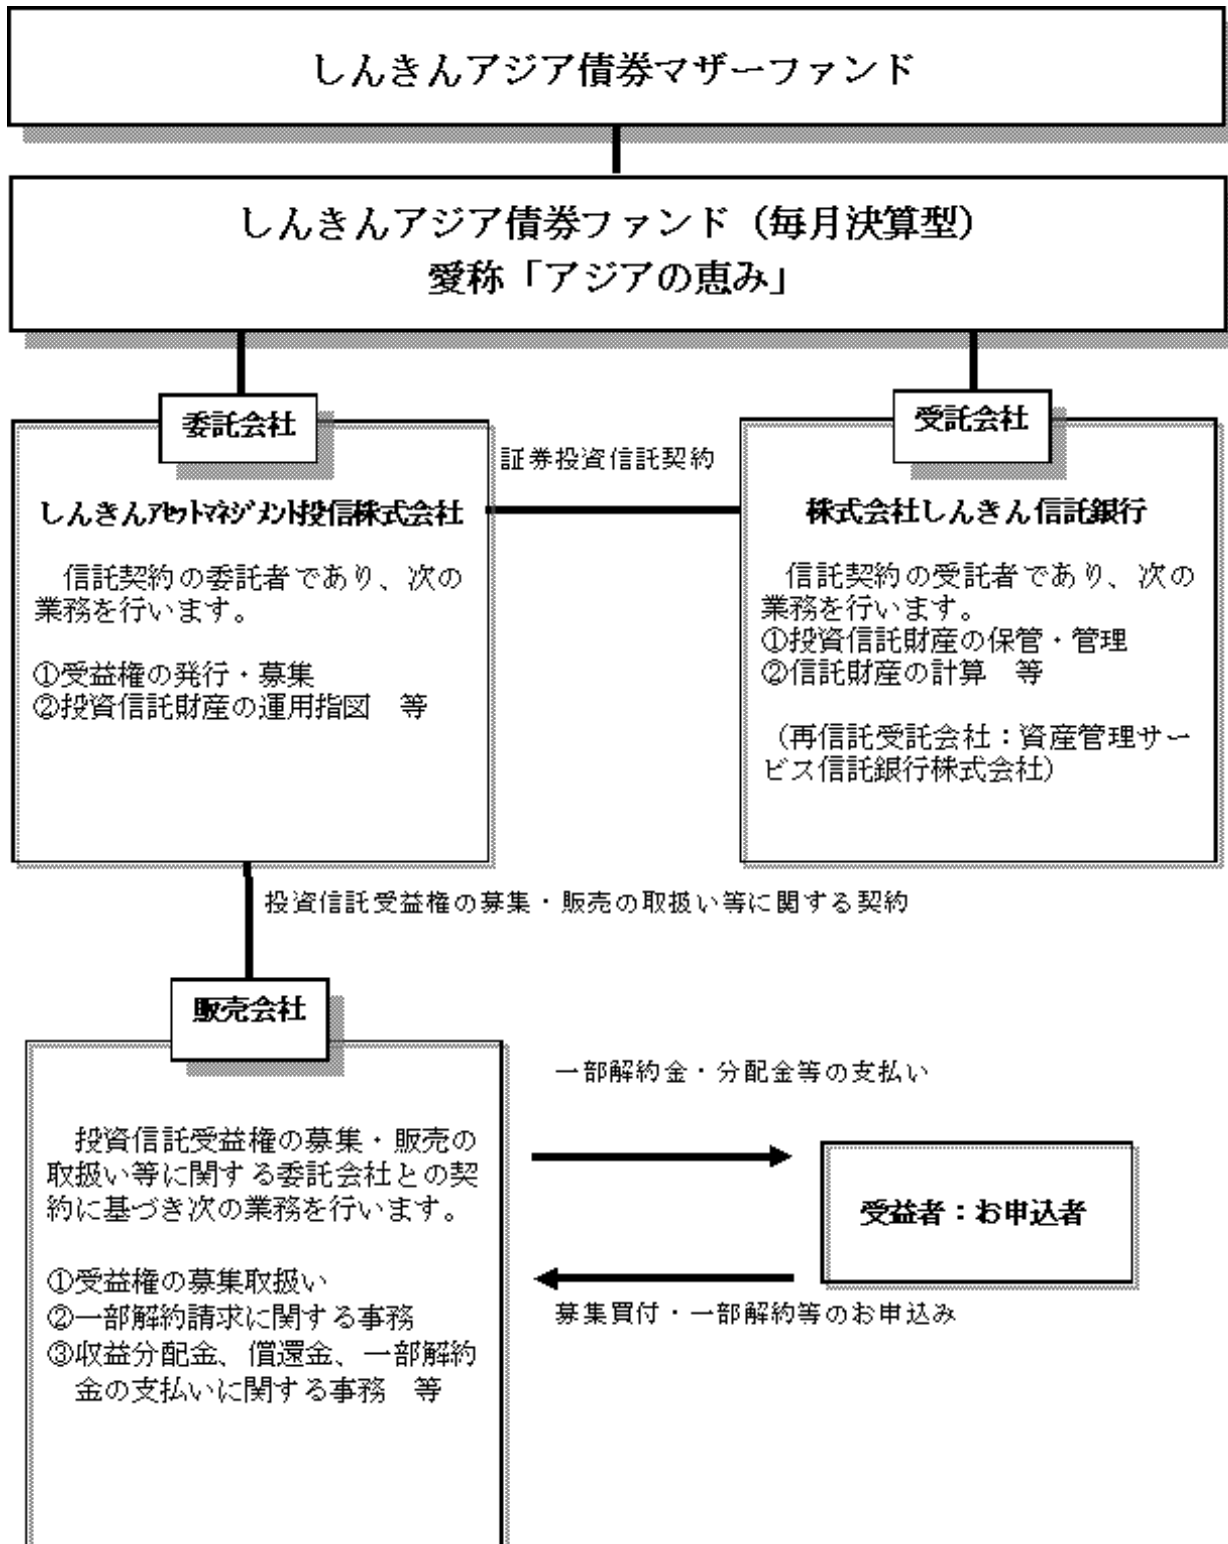 しんきんアジア債券マザーファンド
しんきんアジア債券ファンド（毎月決算型）
愛称「アジアの恵み」
委託会社
しんきんｱｾｯﾄﾏﾈｼﾞﾒﾝﾄ投信株式会社
　信託契約の委託者であり、次の
業務を行います。
①受益権の発行・募集
②投資信託財産の運用指図　等
証券投資信託契約
受託会社
株式会社しんきん信託銀行
　信託契約の受託者であり、次の
業務を行います。
①投資信託財産の保管・管理
②信託財産の計算　等
（再信託受託会社：資産管理サー
ビス信託銀行株式会社）
投資信託受益権の募集・販売の取扱い等に関する契約
販売会社
　投資信託受益権の募集・販売の
取扱い等に関する委託会社との契
約に基づき次の業務を行います。
①受益権の募集取扱い
②一部解約請求に関する事務
③収益分配金、償還金、一部解約
　金の支払いに関する事務　等
一部解約金・分配金等の支払い
受益者：お申込者
募集買付・一部解約等のお申込み